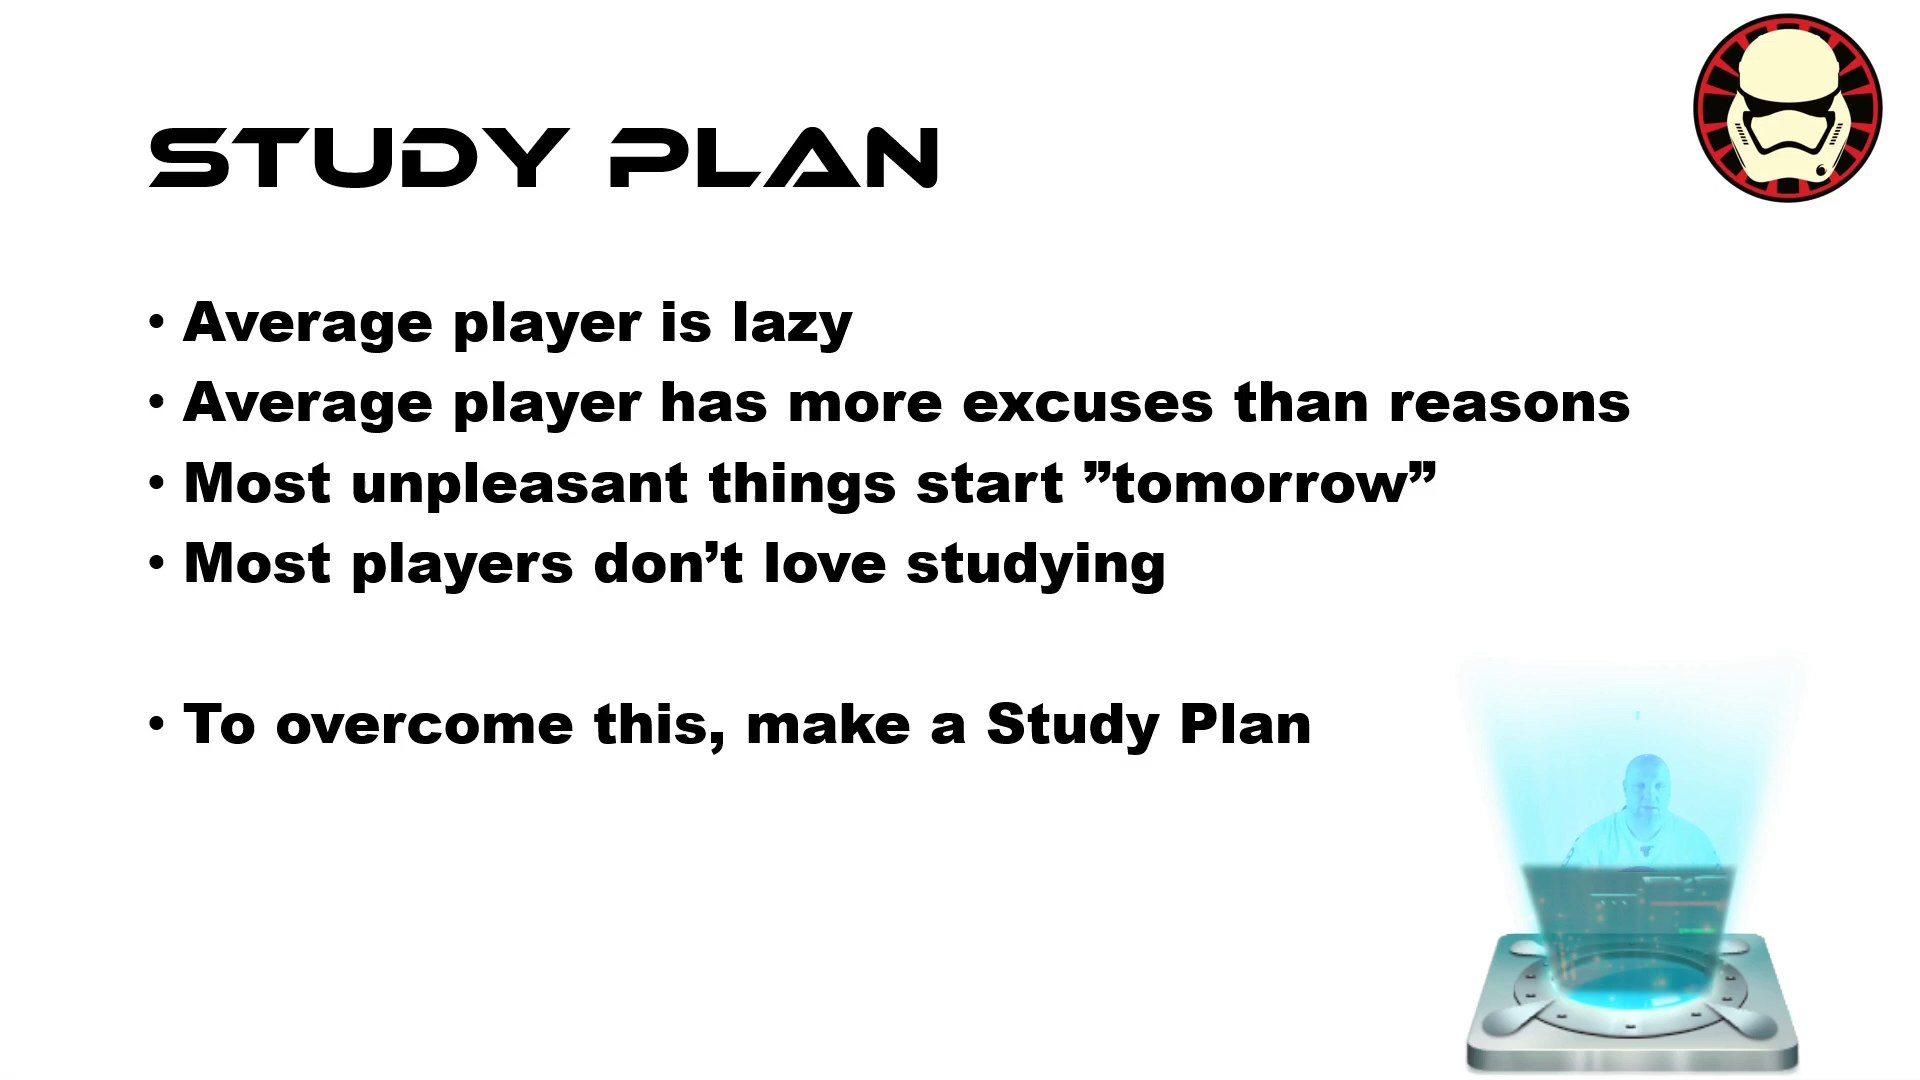 STUDY PLAN
• Average player is lazy
• Average player has more excuses than reasons
• Most unpleasant things start ”tomorrow”
• Most players don’t love studying
• To overcome this, make a Study Plan